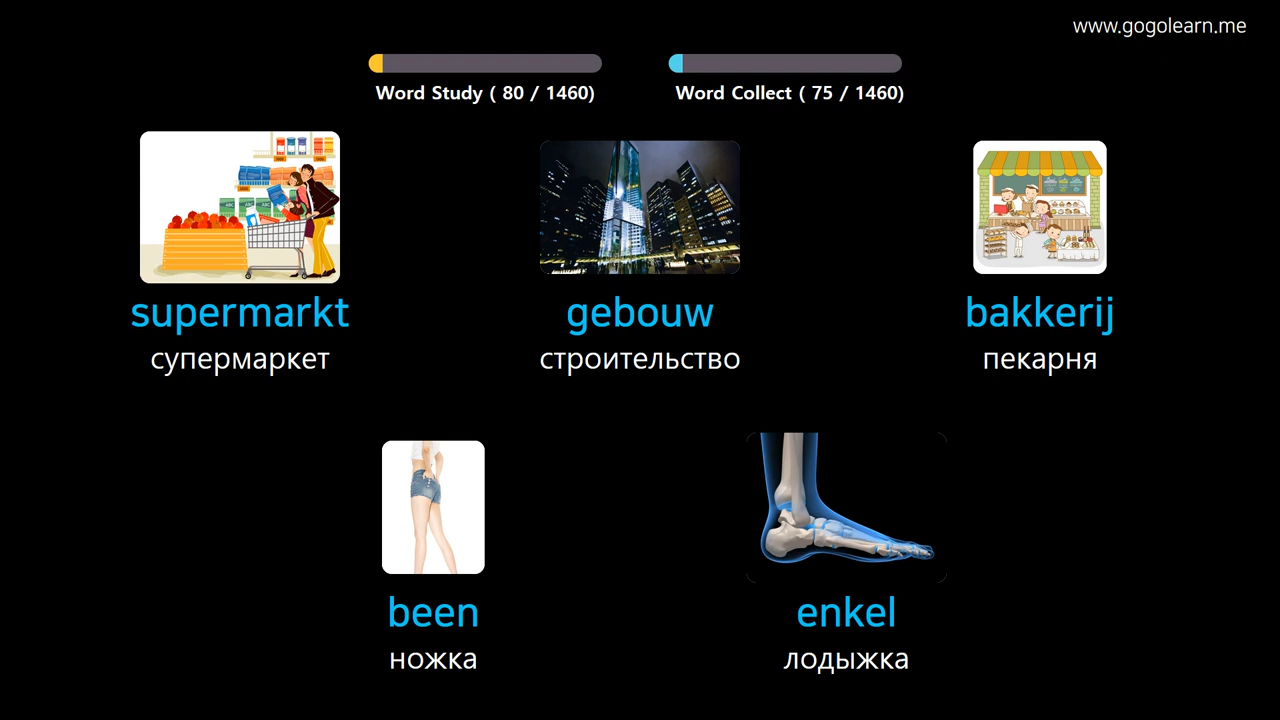 www.gogolearn.me
Word Study ( 80 / 1460)
Word Collect ( 75 / 1460)
supermarkt
супермаркет
gebouw
строительство
bakkerij
пекарня
been
ножка
enkel
лодыжка